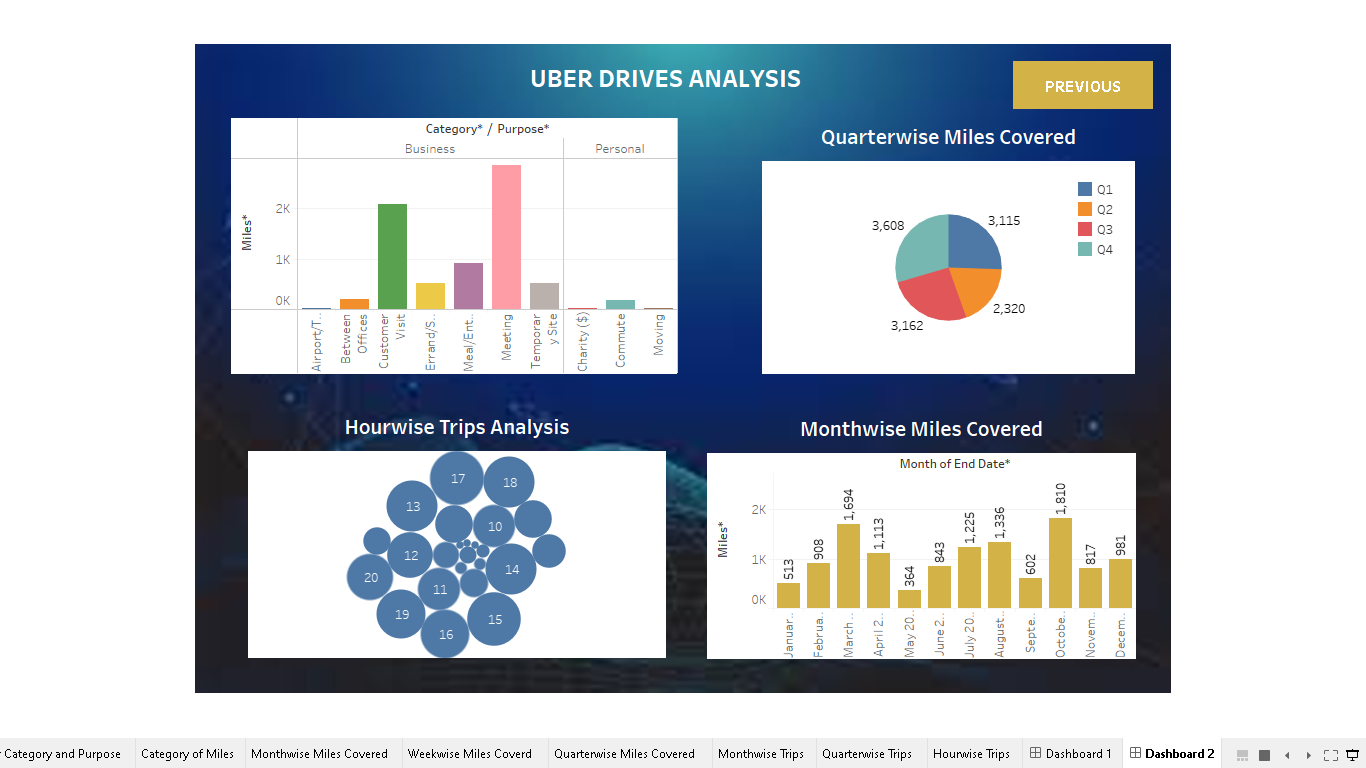 UBER DRIVES ANALYSIS
PREVIOUS
Category* / Purpose*
Business
Personal
Miles*
2K
1K
0K
Airport/T..
Between
Offices
Customer
Visit
Errand/S..
Meal/Ent..
Meeting
Temporar
y Site
Charity ($)
Commute
Moving
Quarterwise Miles Covered
Q1
Q2
Q3
Q4
3,608
3,115
2,320
3,162
Hourwise Trips Analysis
17
18
13
10
12
14
20
11
19
15
16
Monthwise Miles Covered
Month of End Date*
Miles*
2K
1K
0K
513
908
1,694
1,113
364
843
1,225
1,336
602
1,810
817
981
Januar..
Februa..
March ..
April 2..
May 20..
June 2..
July 20..
August..
Septe..
Octobe..
Novem..
Decem..
Category and Purpose
Category of Miles
Monthwise Miles Covered
Weekwise Miles Coverd
Quarterwise Miles Covered
Monthwise Trips
Quarterwise Trips
Hourwise Trips
Dashboard 1
Dashboard 2